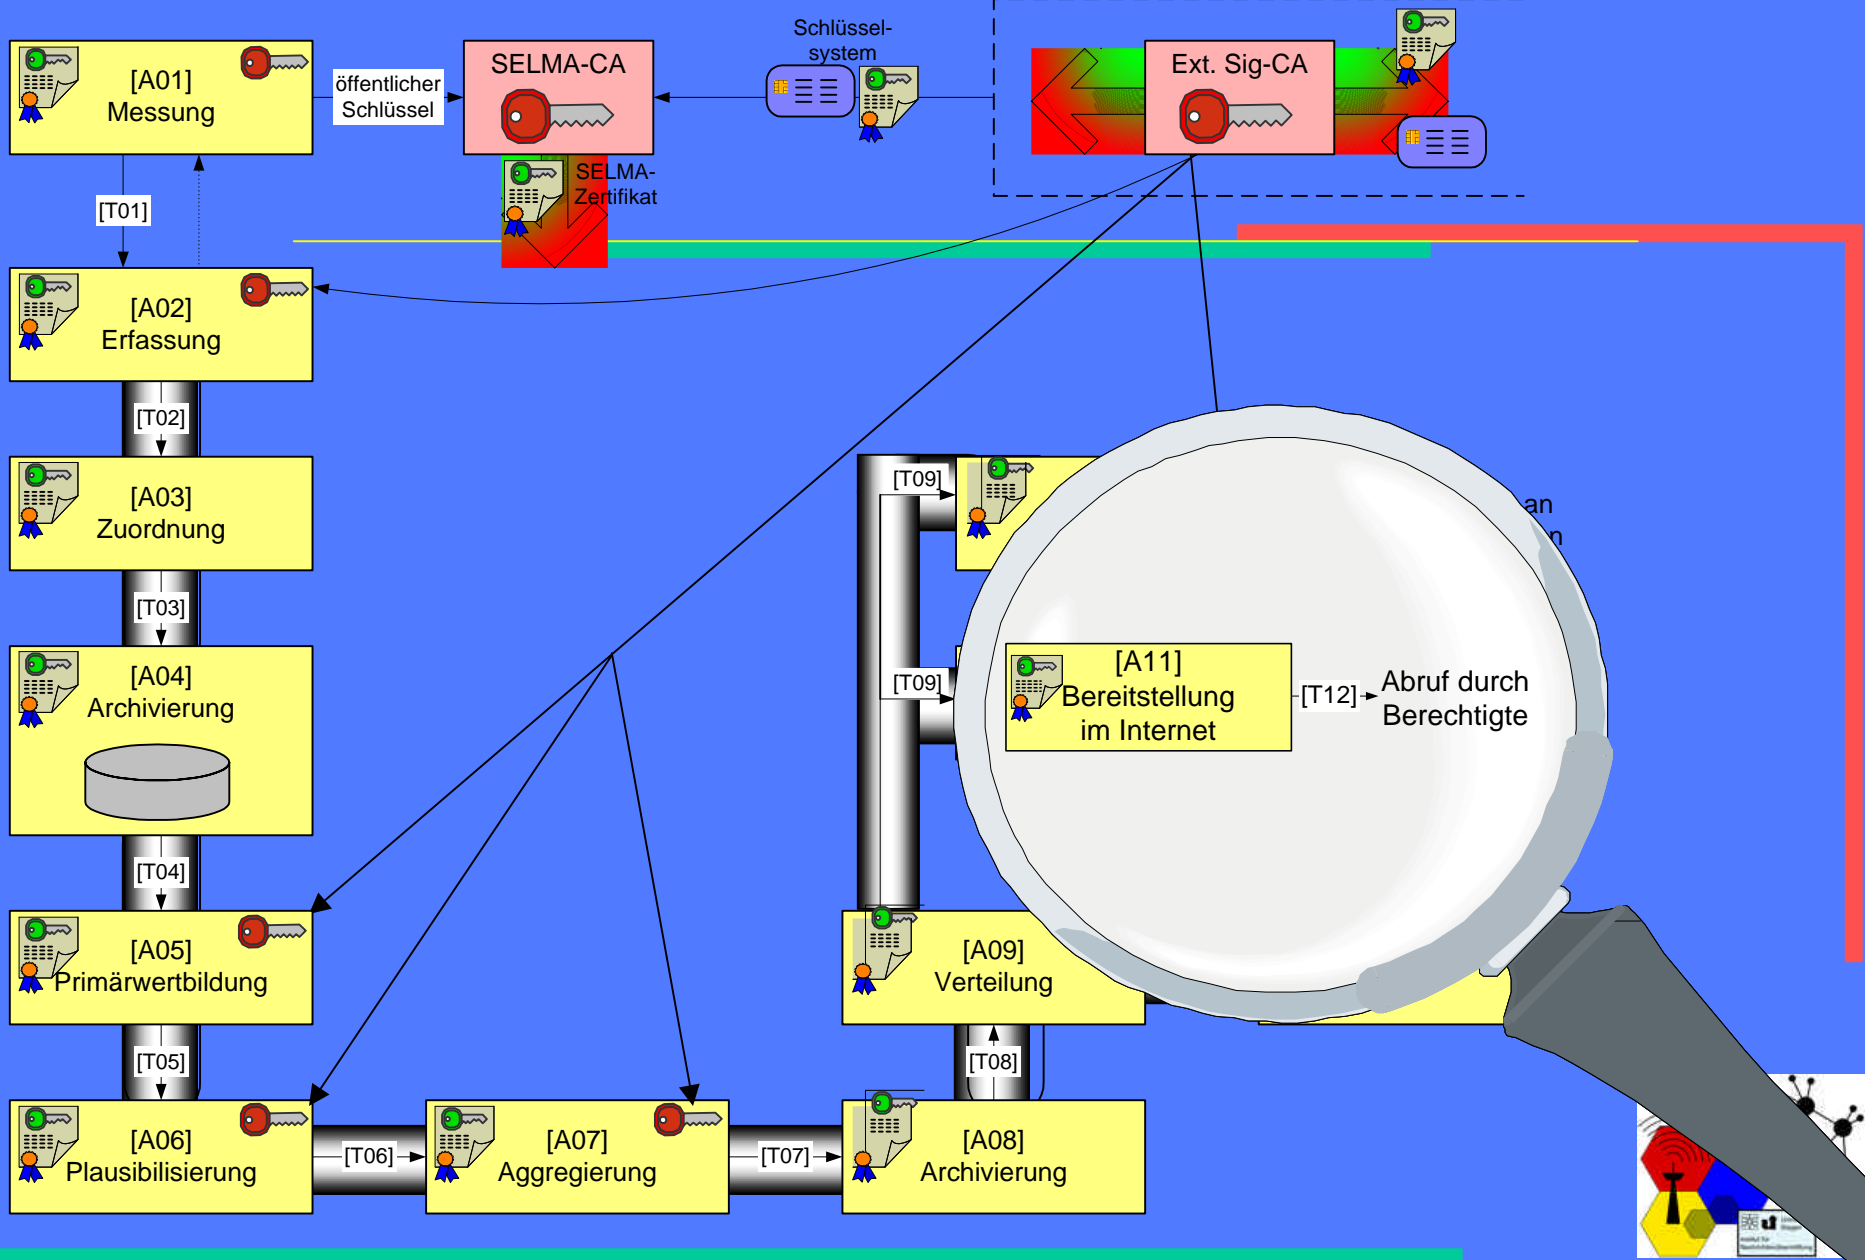 [A01]
Messung
öffentlicher
Schlüssel
SELMA-CA
Schlüssel-
system
Ext. Sig-CA
SELMA-
Zertifikat
[T01]
[A02]
Erfassung
[T02]
[A03]
Zuordnung
[T03]
[A04]
Archivierung
[T04]
[A05]
Primärwertbildung
[T05]
[A06]
Plausibilisierung
[T06]
[A07]
Aggregierung
[T07]
[A08]
Archivierung
[T08]
[A09]
Verteilung
[T09]
[T09]
an
n
[A11]
Bereitstellung
im Internet
[T12]
Abruf durch
Berechtigte